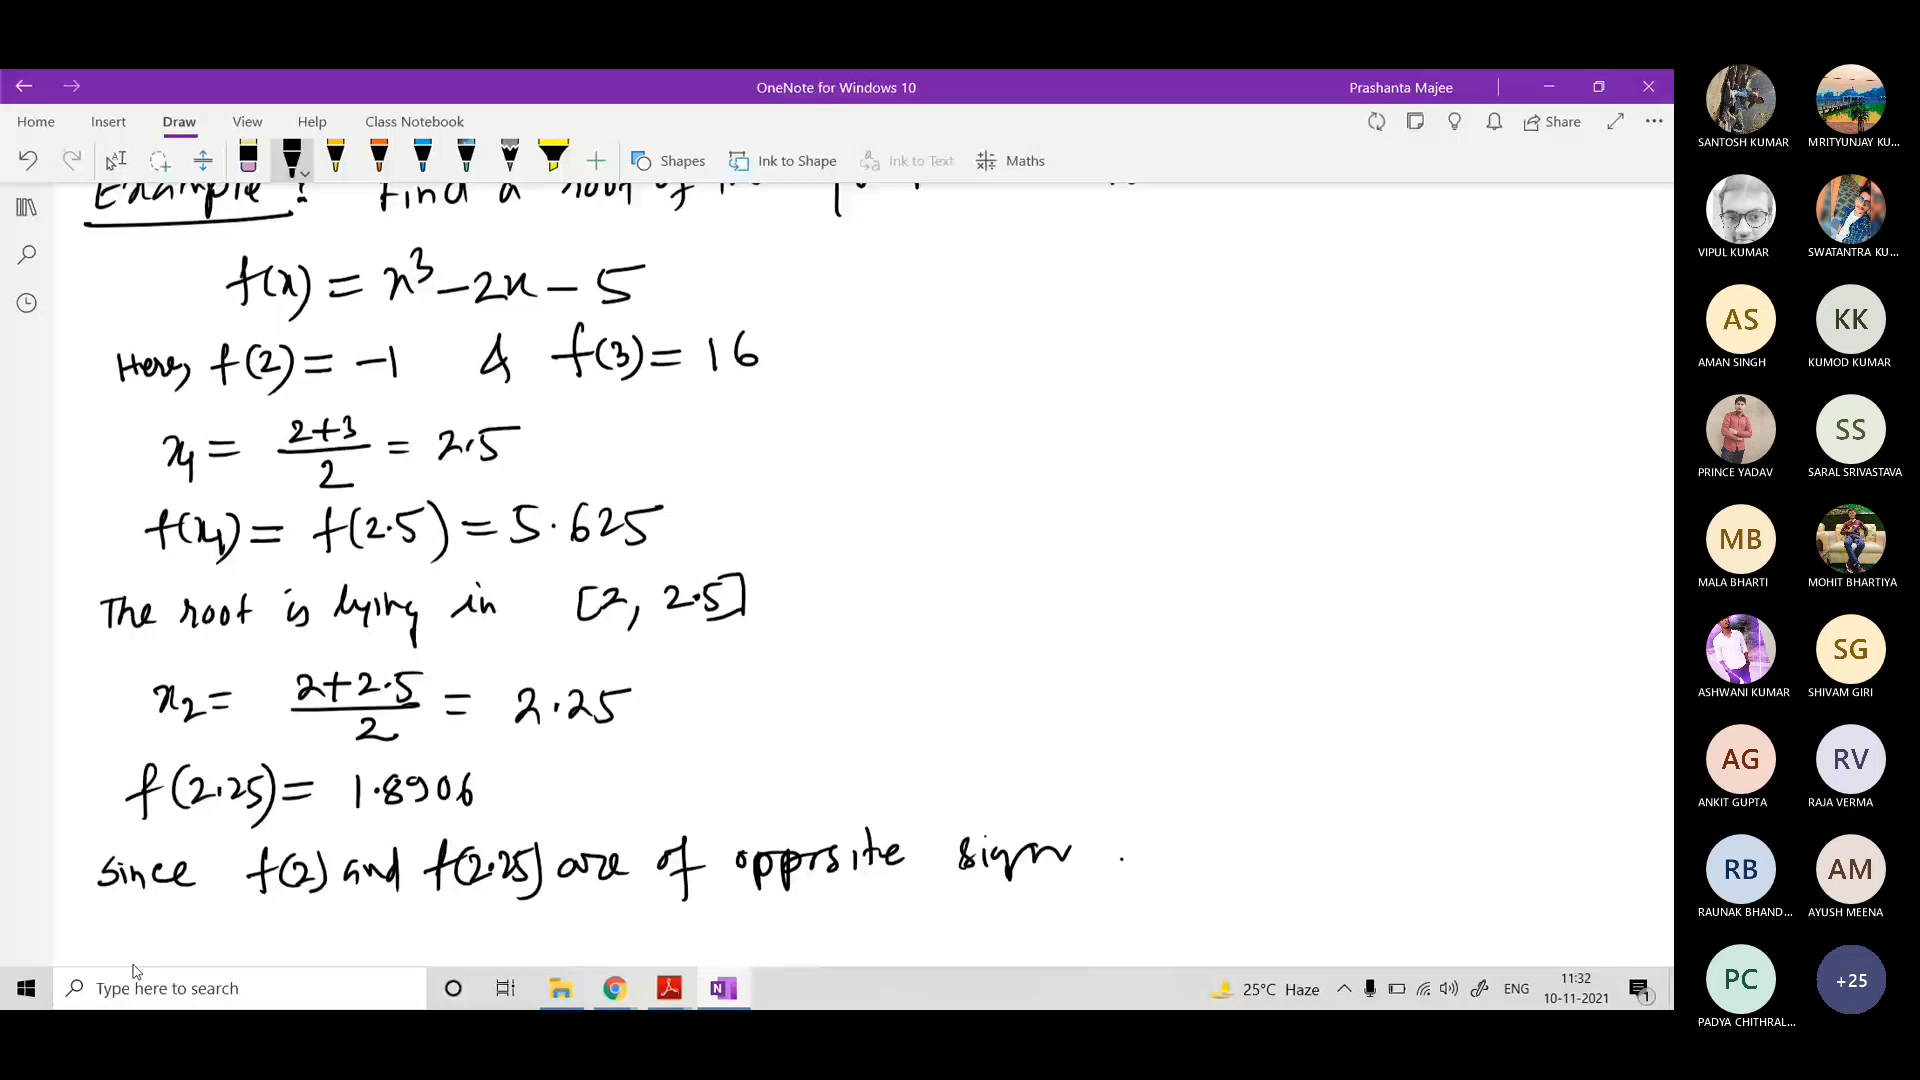 OneNote for Windows 10
Prashanta Majee
Home Insert Draw View Help Class Notebook
Share
Shapes Ink to Shape Ink to Text Maths
Example : Find a root of
f(x) = x³ - 2x - 5
Here, f(2) = -1 & f(3) = 16
x₁ = 2+3/2 = 2.5
f(x₁) = f(2.5) = 5.625
The root is lying in [2, 2.5]
x₂ = 2+2.5/2 = 2.25
f(2.25) = 1.8906
Since f(2) and f(2.25) are of opposite sign .
Type here to search
25°C Haze
ENG
11:32
10-11-2021
1
SANTOSH KUMAR
MRITYUNJAY KU...
VIPUL KUMAR
SWATANTRA KU...
AS
AMAN SINGH
KK
KUMOD KUMAR
PRINCE YADAV
SS
SARAL SRIVASTAVA
MB
MALA BHARTI
MOHIT BHARTIYA
ASHWANI KUMAR
SG
SHIVAM GIRI
AG
ANKIT GUPTA
RV
RAJA VERMA
RB
RAUNAK BHAND...
AM
AYUSH MEENA
PC
PADYA CHITHRAL...
+25